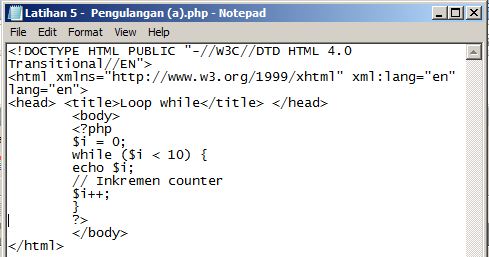 Latihan 5 -  Pengulangan (a).php - Notepad
File Edit Format View Help
<!DOCTYPE HTML PUBLIC "-//W3C//DTD HTML 4.0
Transitional//EN">
<html xmlns="http://www.w3.org/1999/xhtml" xml:lang="en"
lang="en">
<head> <title>Loop while</title> </head>
        <body>
        <?php
        $i = 0;
        while ($i < 10) {
        echo $i;
        // Inkremen counter
        $i++;
        }
        ?>
        </body>
</html>